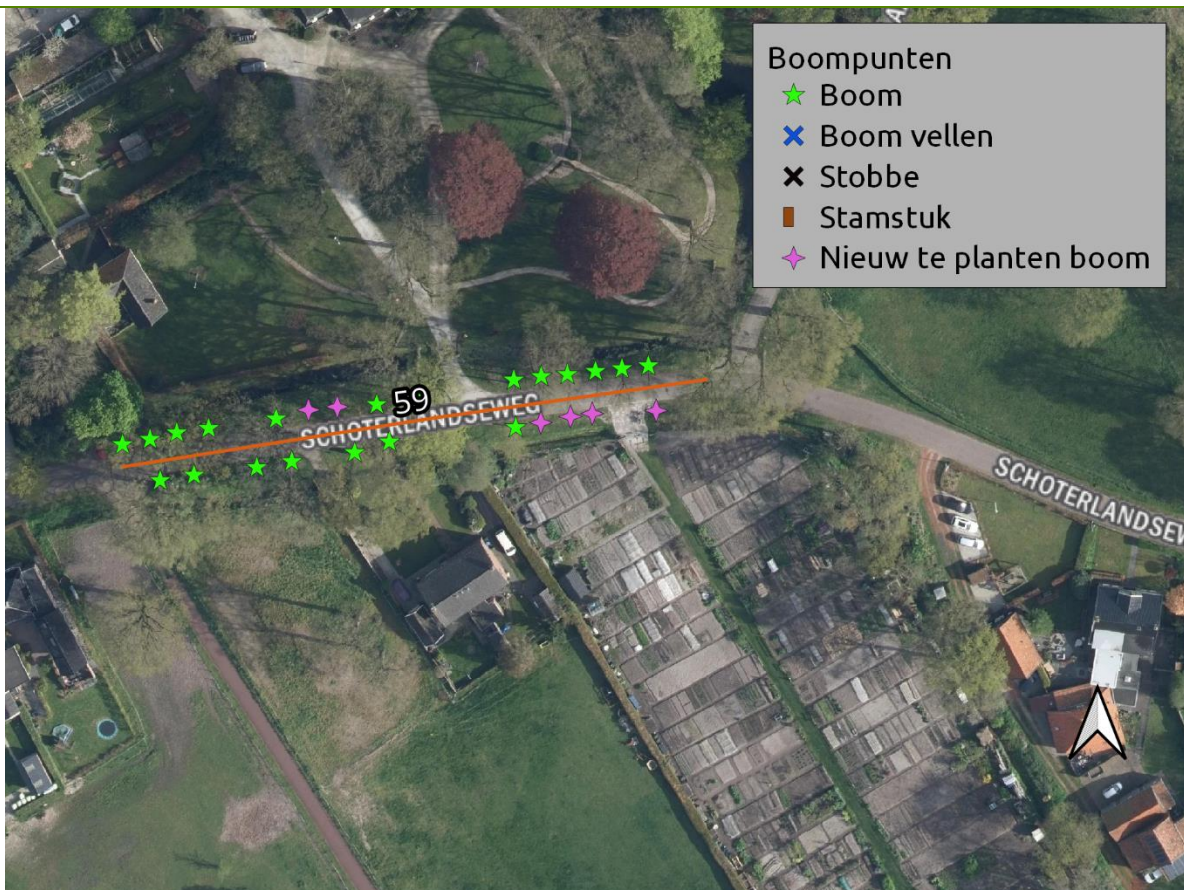 Boompunten
Boom
Boom vellen
Stobbe
Stamstuk
Nieuw te planten boom
59
SCHOTERLANDSEWEG
SCHOTERLANDSEW